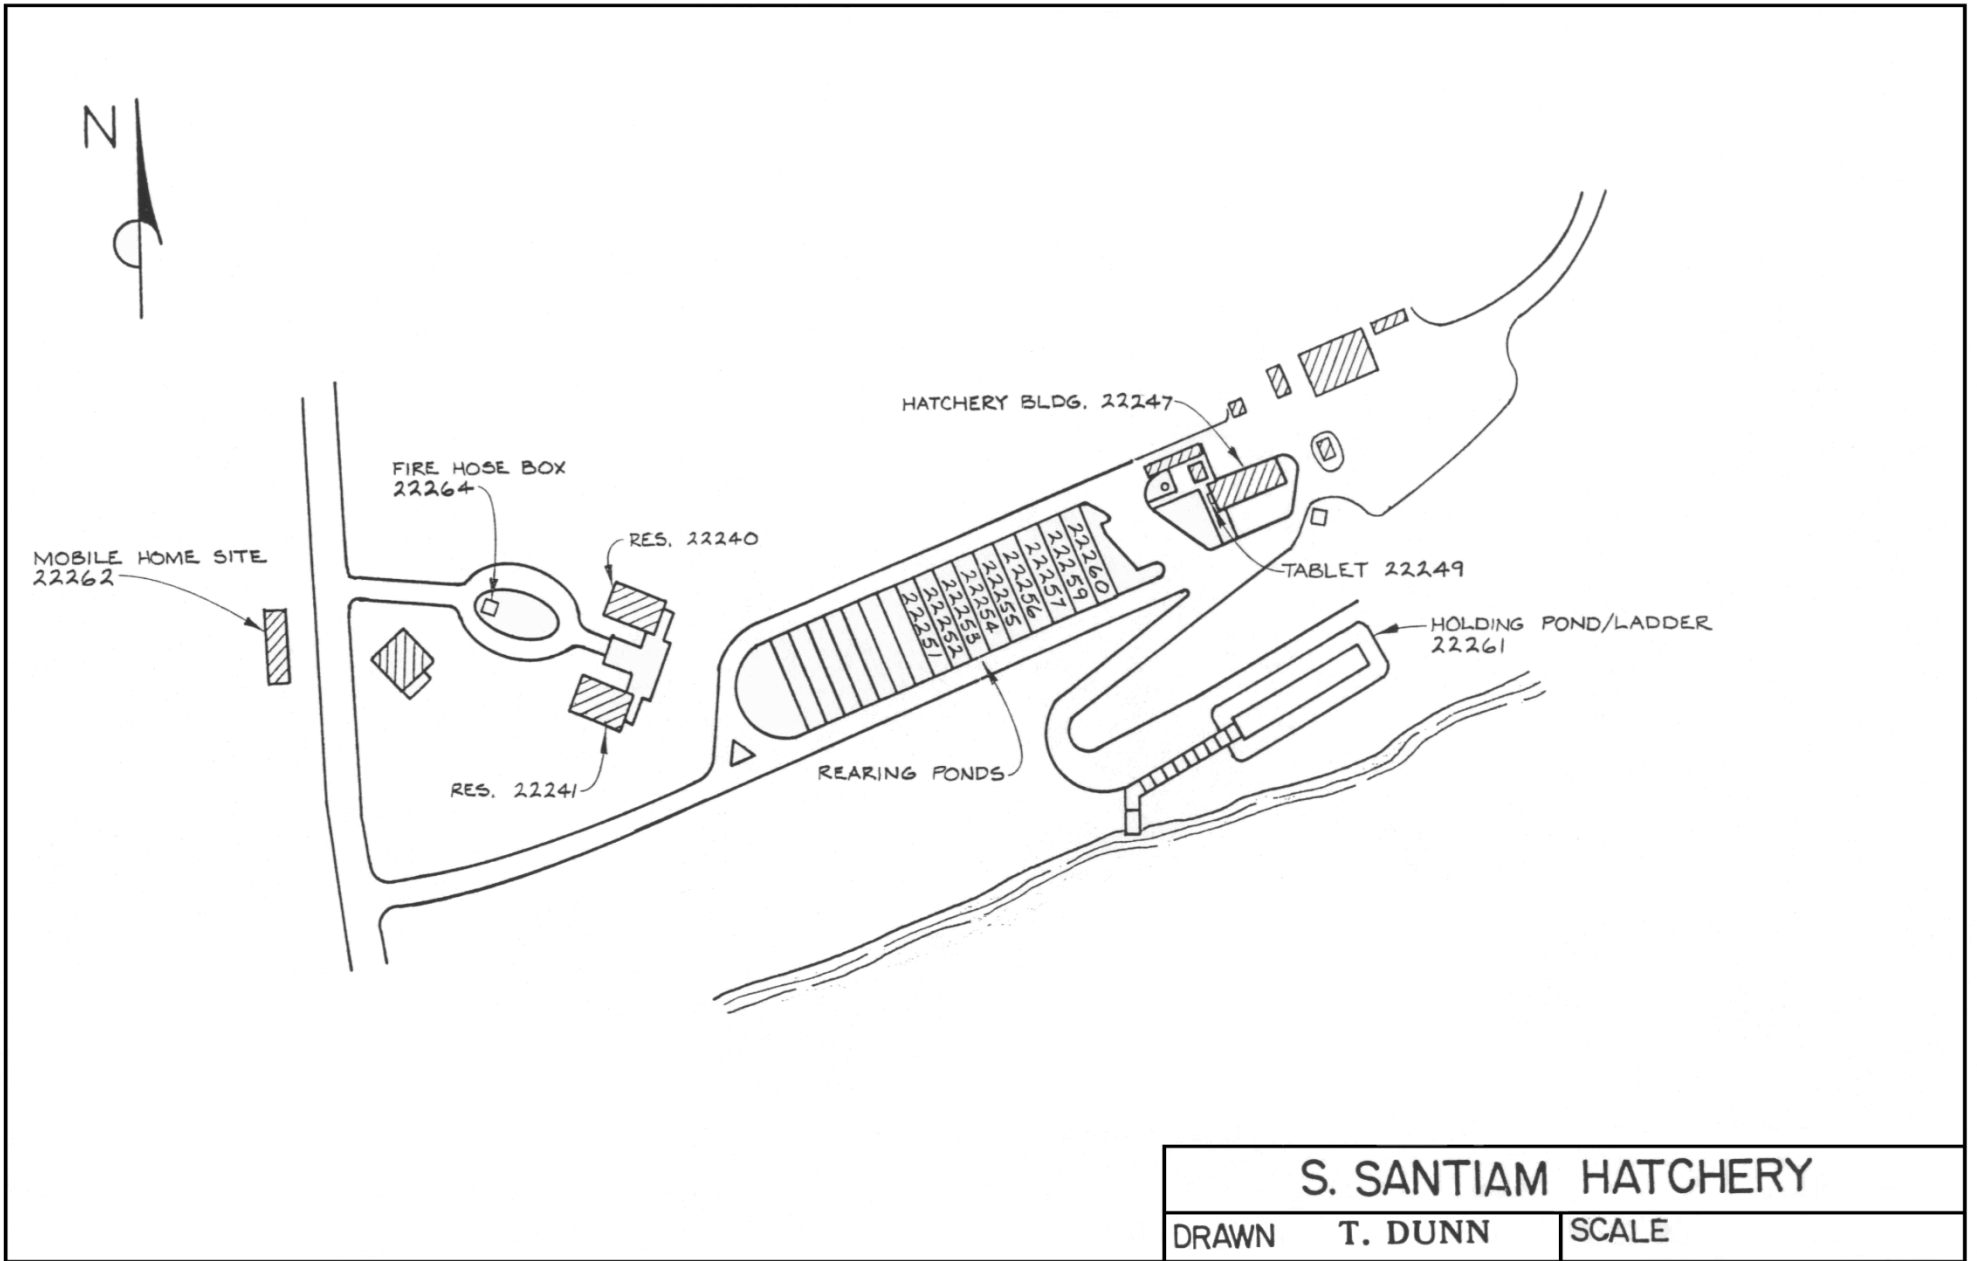 N
HATCHERY BLDG. 22247
FIRE HOSE BOX
22264
RES. 22240
MOBILE HOME SITE
22262
TABLET 22249
22260
22259
22257
22256
22255
22254
22253
22252
22251
HOLDING POND/LADDER
22261
REARING PONDS
RES. 22241
S. SANTIAM HATCHERY
DRAWN T. DUNN
SCALE